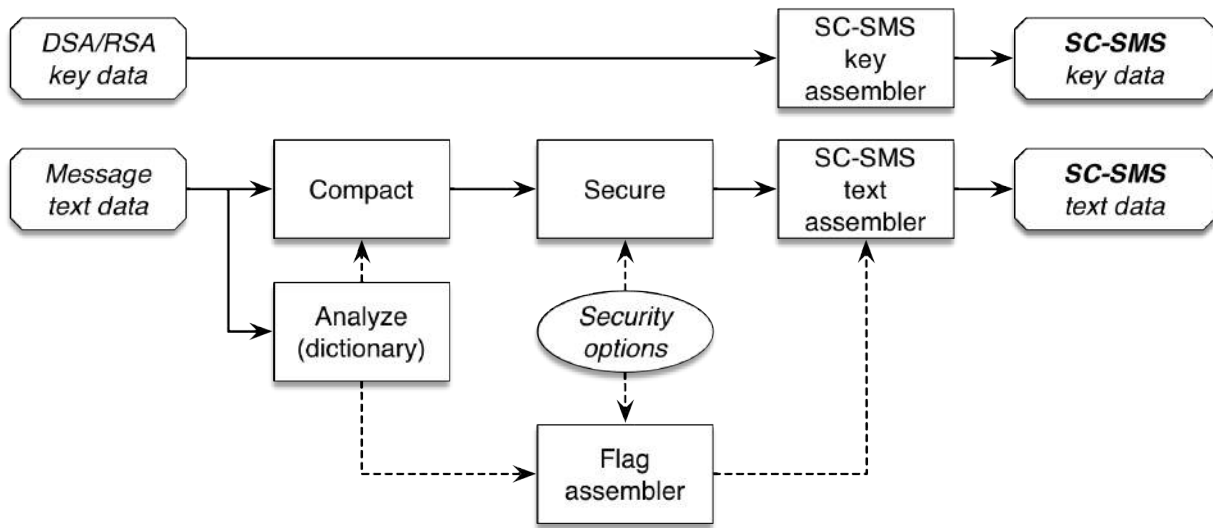 DSA/RSA
key data
SC-SMS
key
assembler
SC-SMS
key data
Message
text data
Compact
Secure
SC-SMS
text
assembler
SC-SMS
text data
Analyze
(dictionary)
Security
options
Flag
assembler